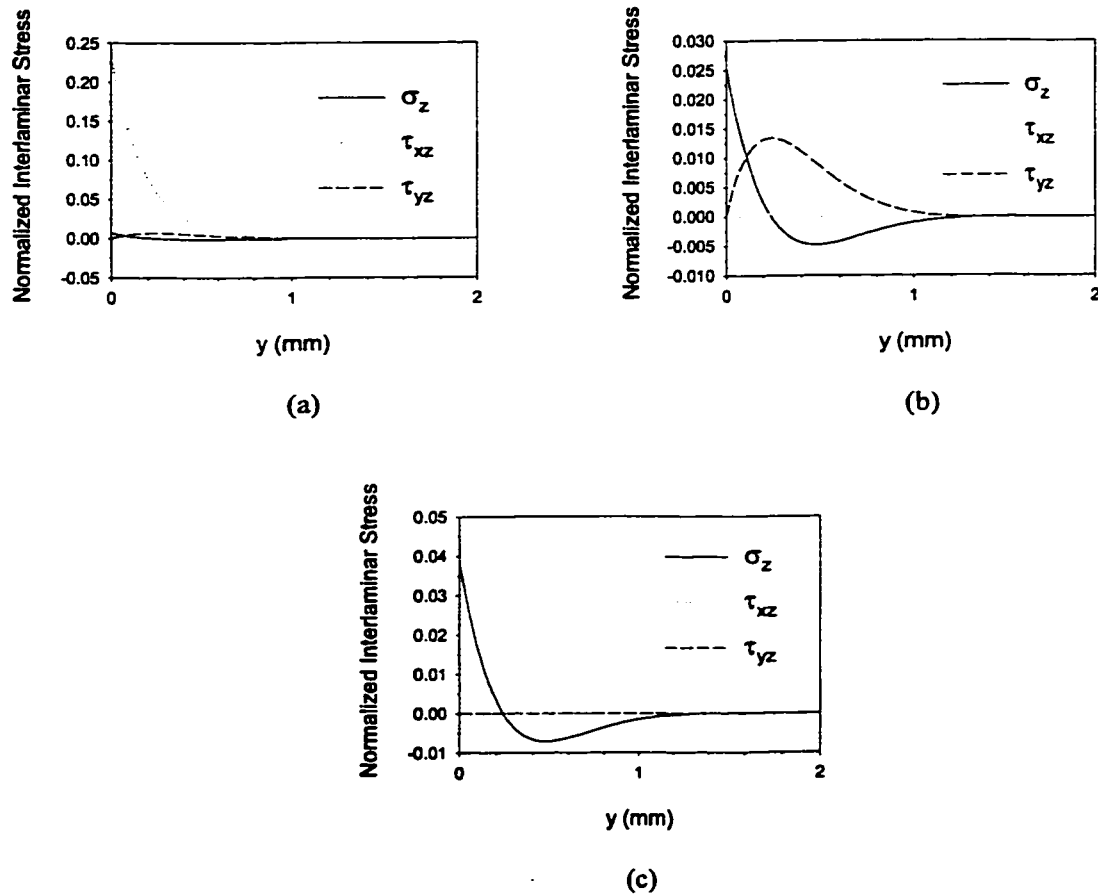 Normalized Interlaminar Stress
0.25
0.20
0.15
0.10
0.05
0.00
-0.05
σz
τxz
τyz
0
1
2
y (mm)
(a)
Normalized Interlaminar Stress
0.030
0.025
0.020
0.015
0.010
0.005
0.000
-0.005
-0.010
σz
τxz
τyz
0
1
2
y (mm)
(b)
Normalized Interlaminar Stress
0.05
0.04
0.03
0.02
0.01
0.00
-0.01
σz
τxz
τyz
0
1
2
y (mm)
(c)